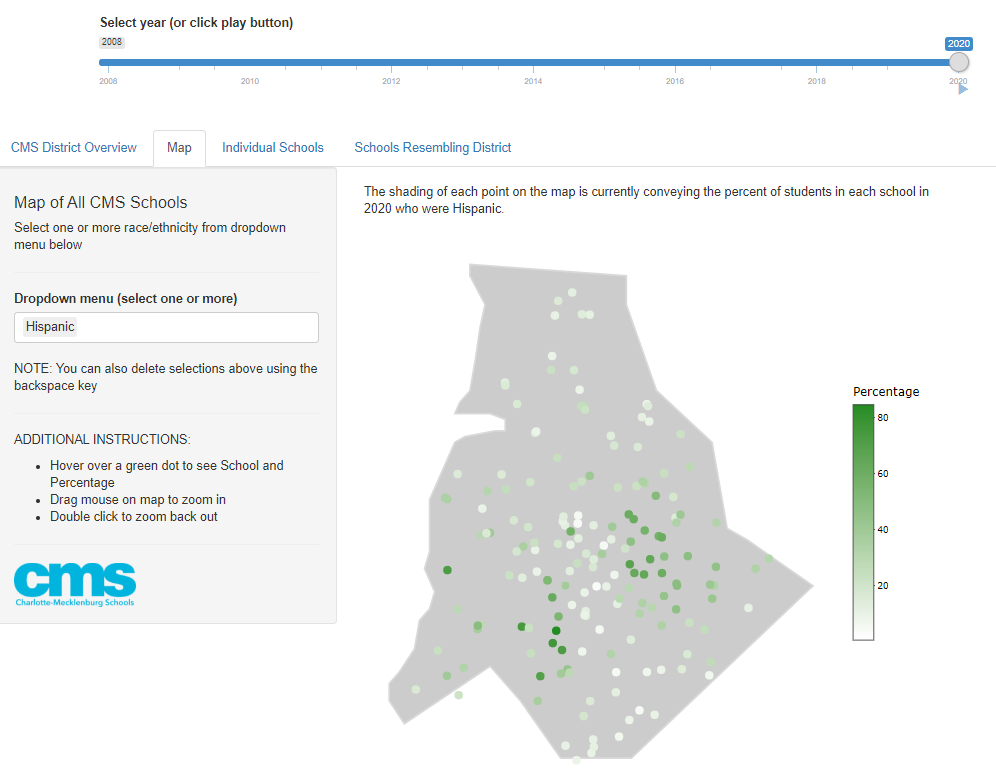 Select year (or click play button)
2008
2020
2008 2010 2012 2014 2016 2018 2020
CMS District Overview Map Individual Schools Schools Resembling District
Map of All CMS Schools
Select one or more race/ethnicity from dropdown
menu below
Dropdown menu (select one or more)
Hispanic
NOTE: You can also delete selections above using the
backspace key
ADDITIONAL INSTRUCTIONS:
Hover over a green dot to see School and
Percentage
Drag mouse on map to zoom in
Double click to zoom back out
cms
Charlotte-Mecklenburg Schools
The shading of each point on the map is currently conveying the percent of students in each school in
2020 who were Hispanic.
Percentage
80
60
40
20